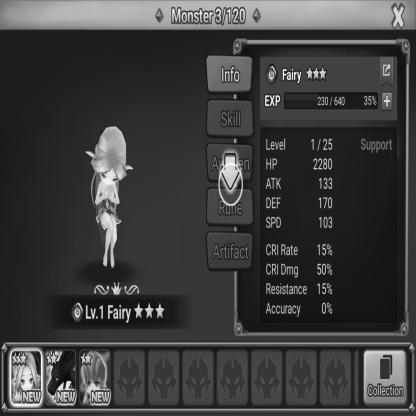 Monster 3/120
Info
Fairy ★★★
EXP 230 / 640 35% +
Skill
Awaken
Rune
Artifact
Level 1 / 25 Support
HP 2280
ATK 133
DEF 170
SPD 103
CRI Rate 15%
CRI Dmg 50%
Resistance 15%
Accuracy 0%
Lv.1 Fairy ★★★
NEW NEW NEW
Collection